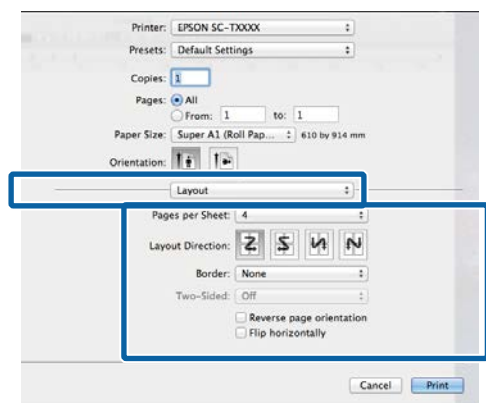 Printer: EPSON SC-TXXXX
Presets: Default Settings
Copies: 1
Pages: All
From: 1 to: 1
Paper Size: Super A1 (Roll Pap... 610 by 914 mm
Orientation:
Layout
Pages per Sheet: 4
Layout Direction:
Border: None
Two-Sided: Off
Reverse page orientation
Flip horizontally
Cancel Print